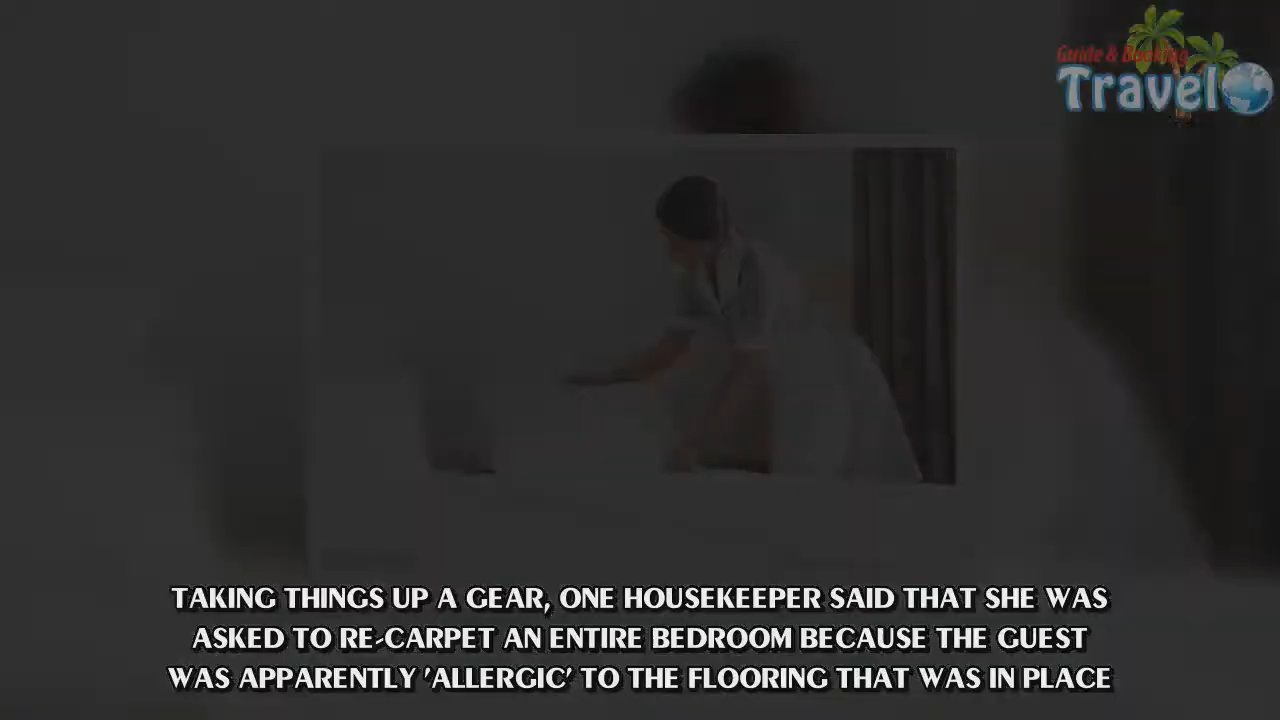 Guide & Booking
Travel
TAKING THINGS UP A GEAR, ONE HOUSEKEEPER SAID THAT SHE WAS
ASKED TO RE-CARPET AN ENTIRE BEDROOM BECAUSE THE GUEST
WAS APPARENTLY 'ALLERGIC' TO THE FLOORING THAT WAS IN PLACE